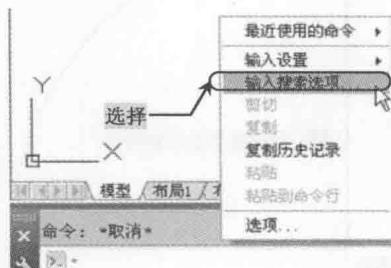 最近使用的命令
输入设置
输入搜索选项...
剪切
复制
复制历史记录
粘贴
粘贴到命令行
选项...
选择
Y
X
模型 布局1
命令: *取消*